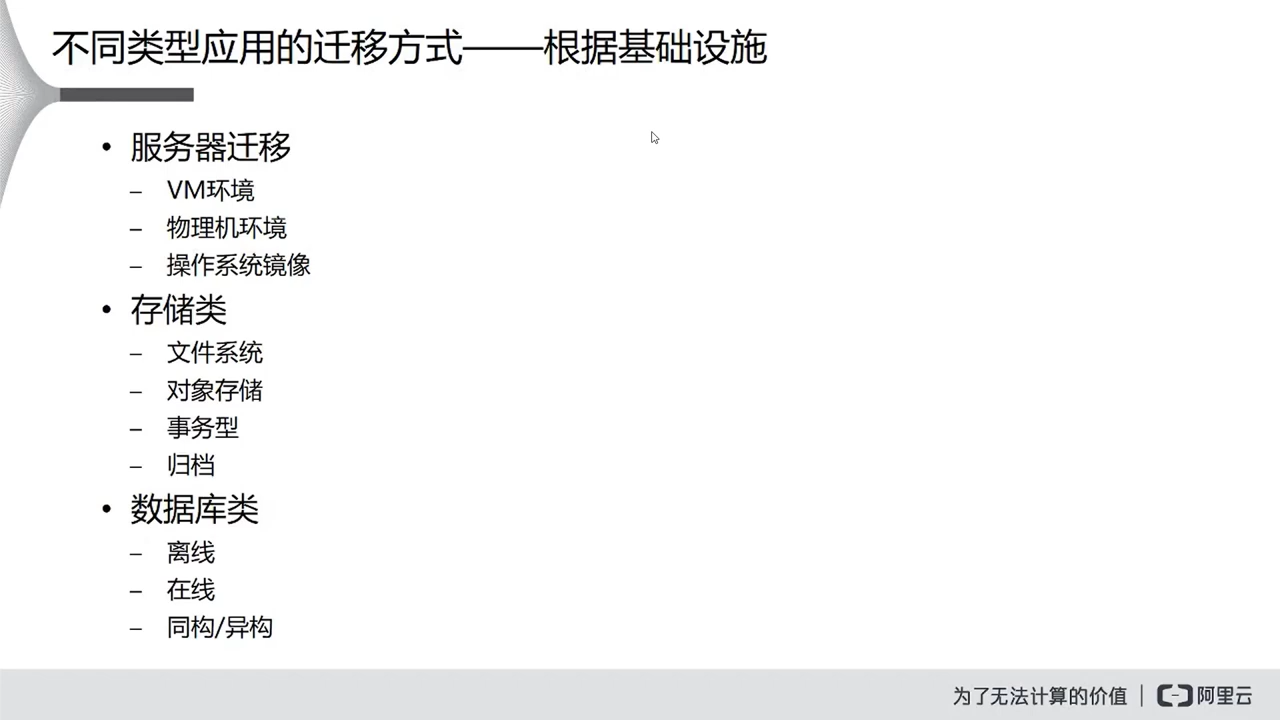 不同类型应用的迁移方式——根据基础设施
• 服务器迁移
– VM环境
– 物理机环境
– 操作系统镜像
• 存储类
– 文件系统
– 对象存储
– 事务型
– 归档
• 数据库类
– 离线
– 在线
– 同构/异构
为了无法计算的价值 | 阿里云